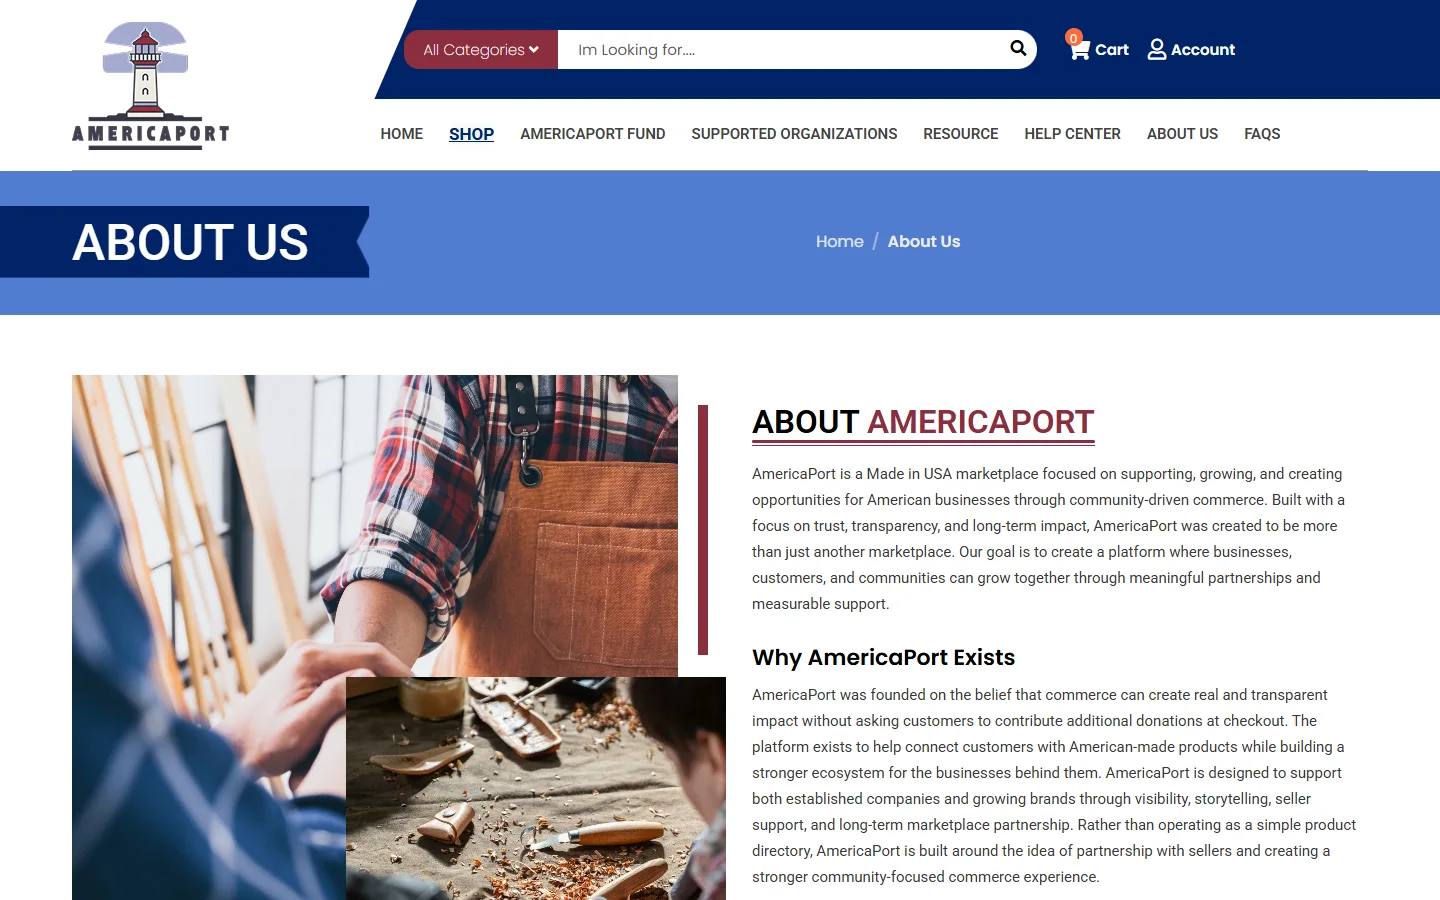 AMERICAPORT
All Categories
Im Looking for....
0
Cart
Account
HOME
SHOP
AMERICAPORT FUND
SUPPORTED ORGANIZATIONS
RESOURCE
HELP CENTER
ABOUT US
FAQS
ABOUT US
Home / About Us
ABOUT AMERICAPORT
AmericaPort is a Made in USA marketplace focused on supporting, growing, and creating
opportunities for American businesses through community-driven commerce. Built with a
focus on trust, transparency, and long-term impact, AmericaPort was created to be more
than just another marketplace. Our goal is to create a platform where businesses,
customers, and communities can grow together through meaningful partnerships and
measurable support.
Why AmericaPort Exists
AmericaPort was founded on the belief that commerce can create real and transparent
impact without asking customers to contribute additional donations at checkout. The
platform exists to help connect customers with American-made products while building a
stronger ecosystem for the businesses behind them. AmericaPort is designed to support
both established companies and growing brands through visibility, storytelling, seller
support, and long-term marketplace partnership. Rather than operating as a simple product
directory, AmericaPort is built around the idea of partnership with sellers and creating a
stronger community-focused commerce experience.